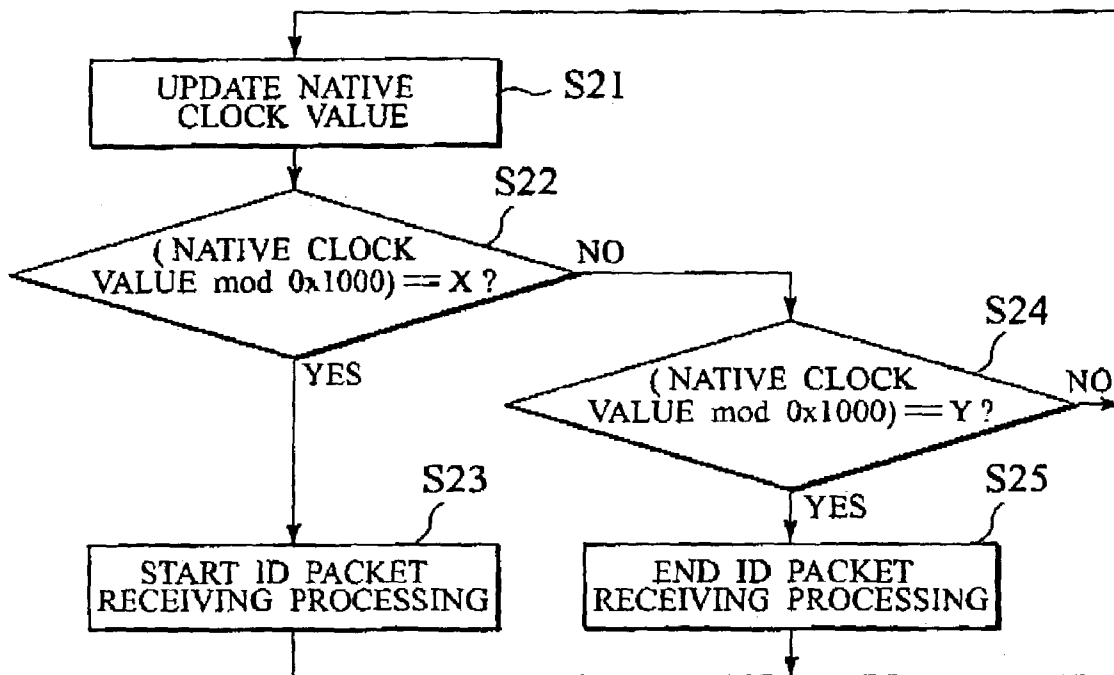 UPDATE NATIVE
CLOCK VALUE
S21
S22
(NATIVE CLOCK
VALUE mod 0x1000) == X ?
NO
YES
S24
(NATIVE CLOCK
VALUE mod 0x1000) == Y ?
NO
YES
S23
START ID PACKET
RECEIVING PROCESSING
S25
END ID PACKET
RECEIVING PROCESSING